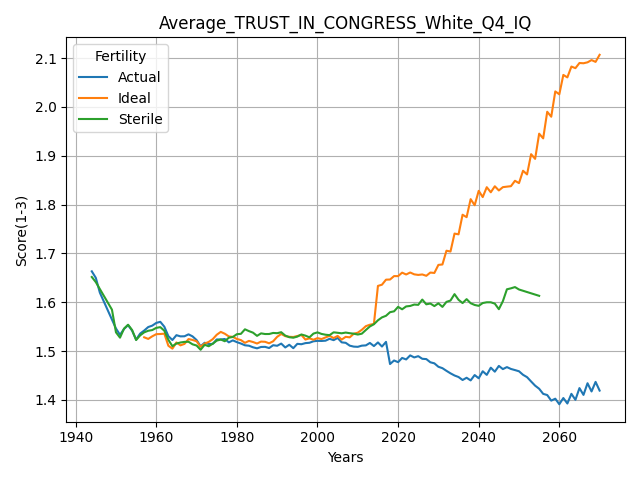 Average_TRUST_IN_CONGRESS_White_Q4_IQ
Fertility
Actual
Ideal
Sterile
Score(1-3)
2.1
2.0
1.9
1.8
1.7
1.6
1.5
1.4
1940 1960 1980 2000 2020 2040 2060
Years